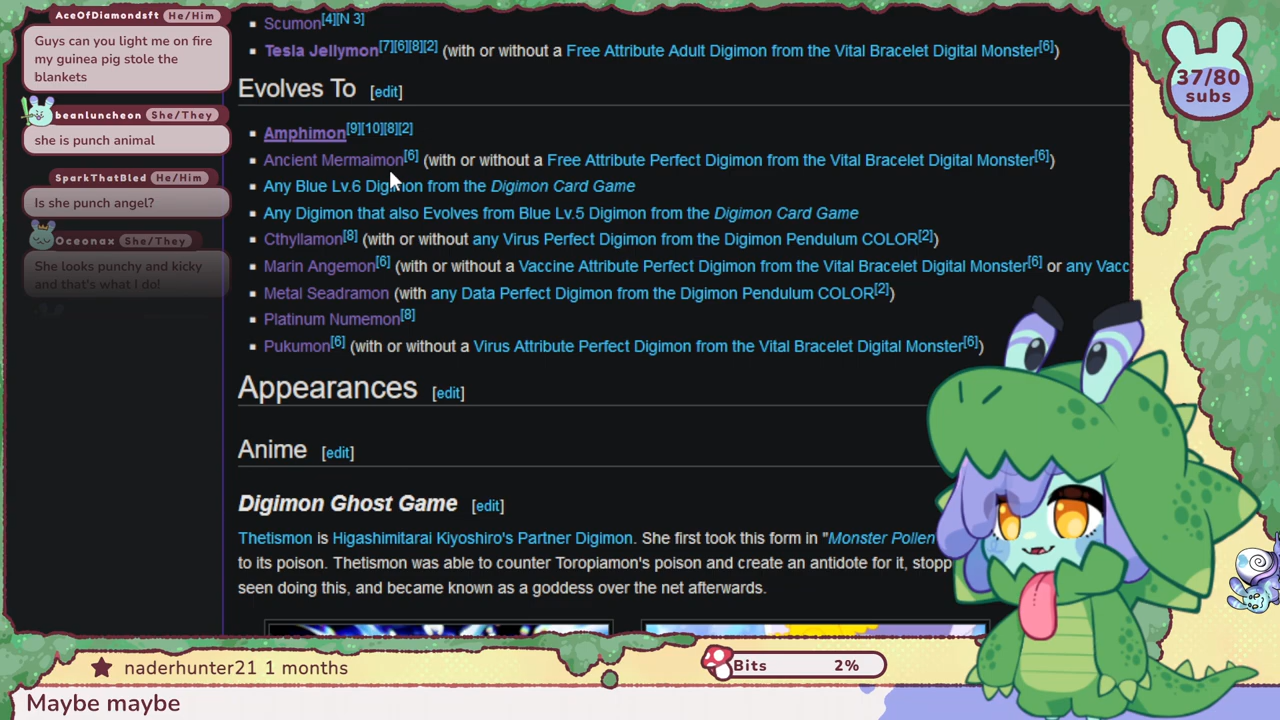 AceOfDiamondsft He/Him
Guys can you light me on fire
my guinea pig stole the
blankets
beanluncheon She/They
she is punch animal
SparkThatBled He/Him
Is she punch angel?
Oceonax She/They
She looks punchy and kicky
and that's what I do!
Scumon[4][N 3]
Tesla Jellymon[7][6][8][2] (with or without a Free Attribute Adult Digimon from the Vital Bracelet Digital Monster[6])
Evolves To [edit]
Amphimon[9][10][8][2]
Ancient Mermaimon[6] (with or without a Free Attribute Perfect Digimon from the Vital Bracelet Digital Monster[6])
Any Blue Lv.6 Digimon from the Digimon Card Game
Any Digimon that also Evolves from Blue Lv.5 Digimon from the Digimon Card Game
Cthyllamon[8] (with or without any Virus Perfect Digimon from the Digimon Pendulum COLOR[2])
Marin Angemon[6] (with or without a Vaccine Attribute Perfect Digimon from the Vital Bracelet Digital Monster[6] or any Vacc
Metal Seadramon (with any Data Perfect Digimon from the Digimon Pendulum COLOR[2])
Platinum Numemon[8]
Pukumon[6] (with or without a Virus Attribute Perfect Digimon from the Vital Bracelet Digital Monster[6])
Appearances [edit]
Anime [edit]
Digimon Ghost Game [edit]
Thetismon is Higashimitarai Kiyoshiro's Partner Digimon. She first took this form in "Monster Pollen
to its poison. Thetismon was able to counter Toropiamon's poison and create an antidote for it, stopp
seen doing this, and became known as a goddess over the net afterwards.
37/80
subs
naderhunter21 1 months
Bits 2%
Maybe maybe